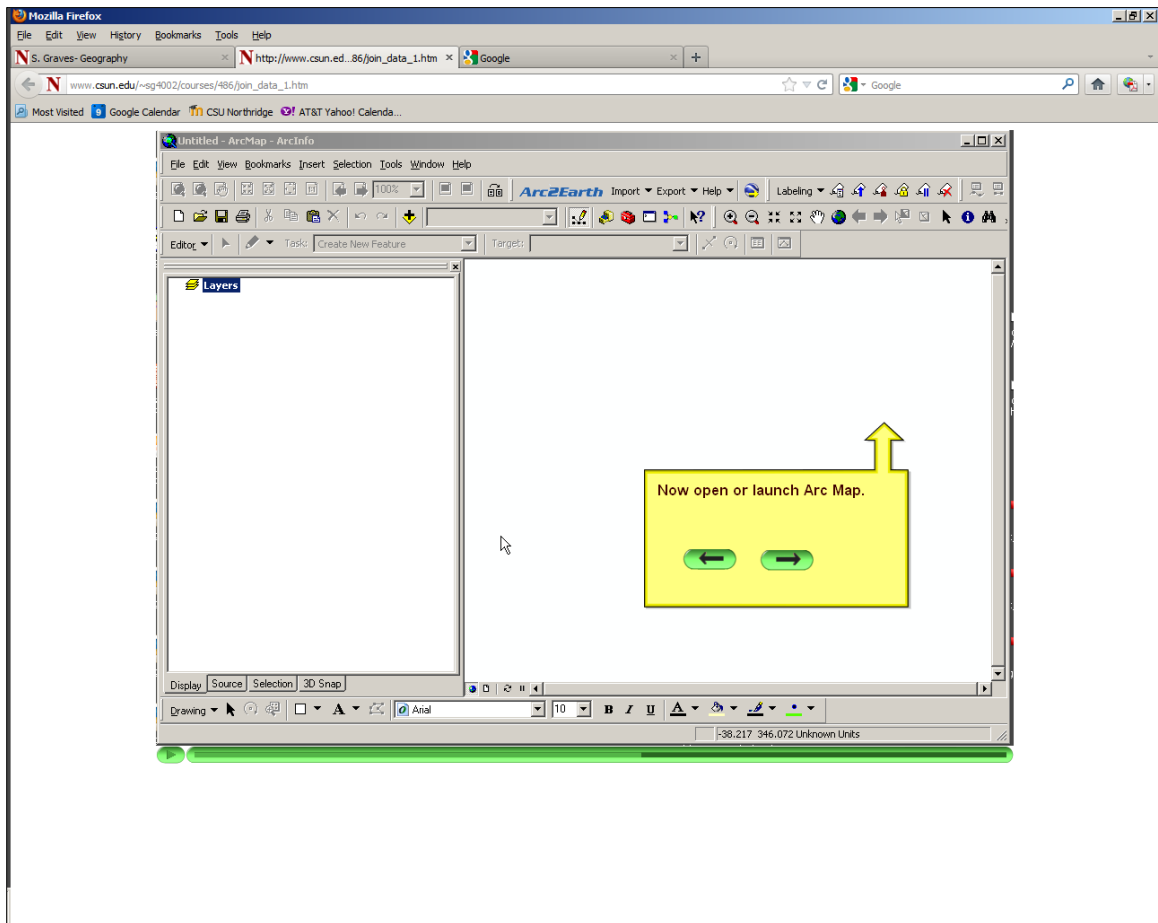 Mozilla Firefox
File Edit View History Bookmarks Tools Help
S. Graves- Geography
http://www.csun.ed...86/join_data_1.htm
Google
www.csun.edu/~sg4002/courses/486/join_data_1.htm
Google
Most Visited Google Calendar CSU Northridge AT&T Yahoo! Calenda...
Untitled - ArcMap - ArcInfo
File Edit View Bookmarks Insert Selection Tools Window Help
100% Arc2Earth Import Export Help Labeling
Editor Task: Create New Feature Target:
Layers
Now open or launch Arc Map.
Display Source Selection 3D Snap
Drawing A Arial 10 B I U A
-38.217 346.072 Unknown Units